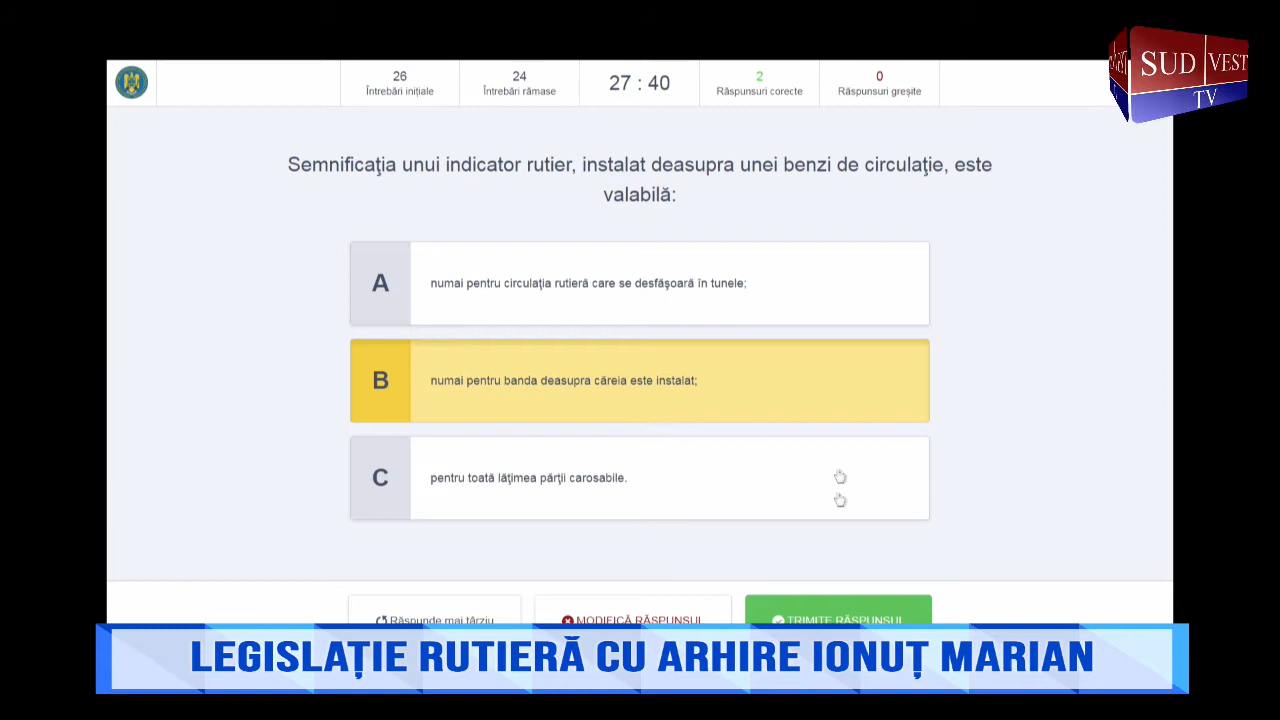 SUD VEST
TV
26
Întrebări inițiale
24
Întrebări rămase
27 : 40
2
Răspunsuri corecte
0
Răspunsuri greșite
Semnificaţia unui indicator rutier, instalat deasupra unei benzi de circulaţie, este
valabilă:
A
numai pentru circulaţia rutieră care se desfăşoară în tunele;
B
numai pentru banda deasupra căreia este instalat;
C
pentru toată lăţimea părţii carosabile.
Răspunde mai târziu
MODIFICĂ RĂSPUNSUL
TRIMITE RĂSPUNSUL
LEGISLAȚIE RUTIERĂ CU ARHIRE IONUȚ MARIAN